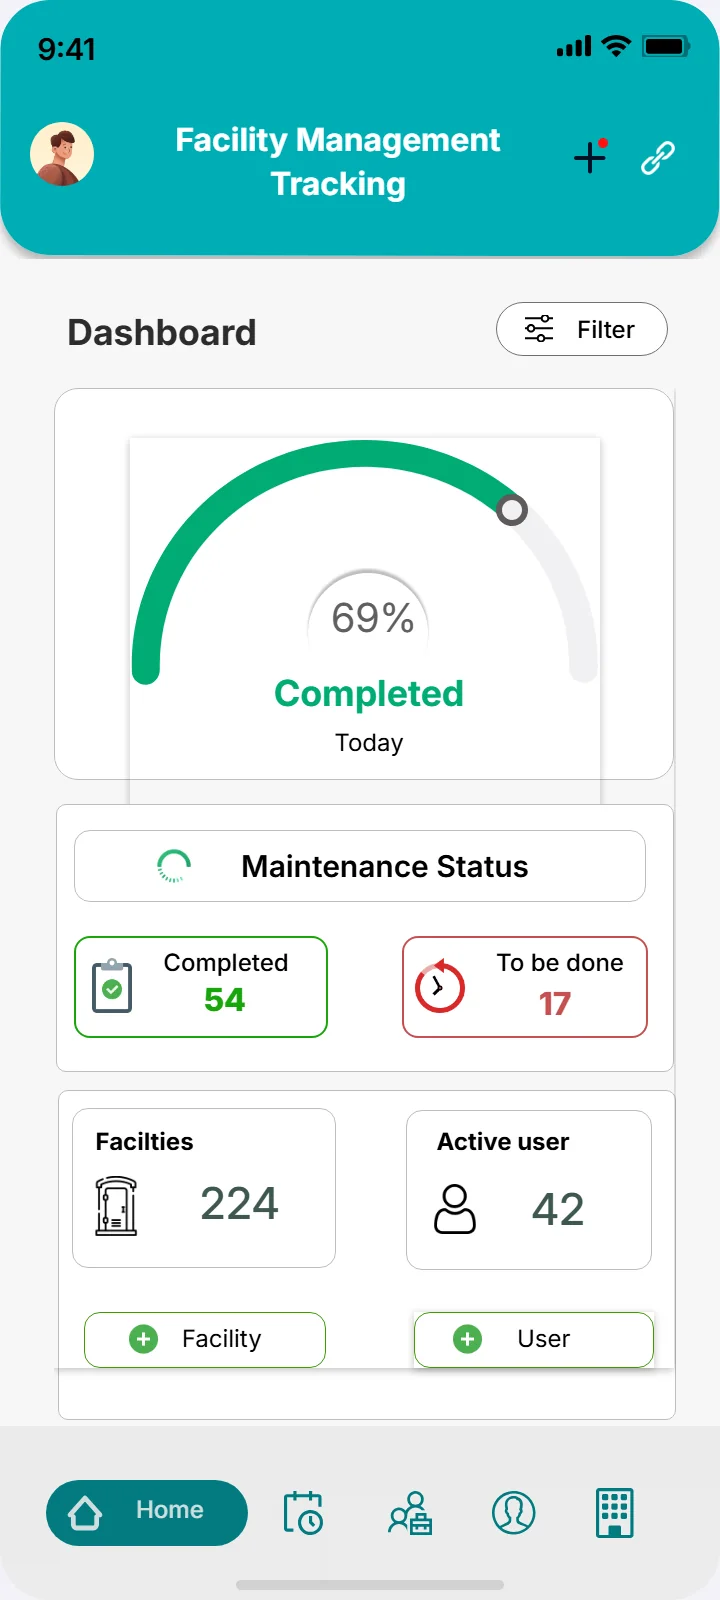 9:41
Facility Management
Tracking
Dashboard
Filter
69%
Completed
Today
Maintenance Status
Completed
54
To be done
17
Facilties
224
Active user
42
Facility
User
Home